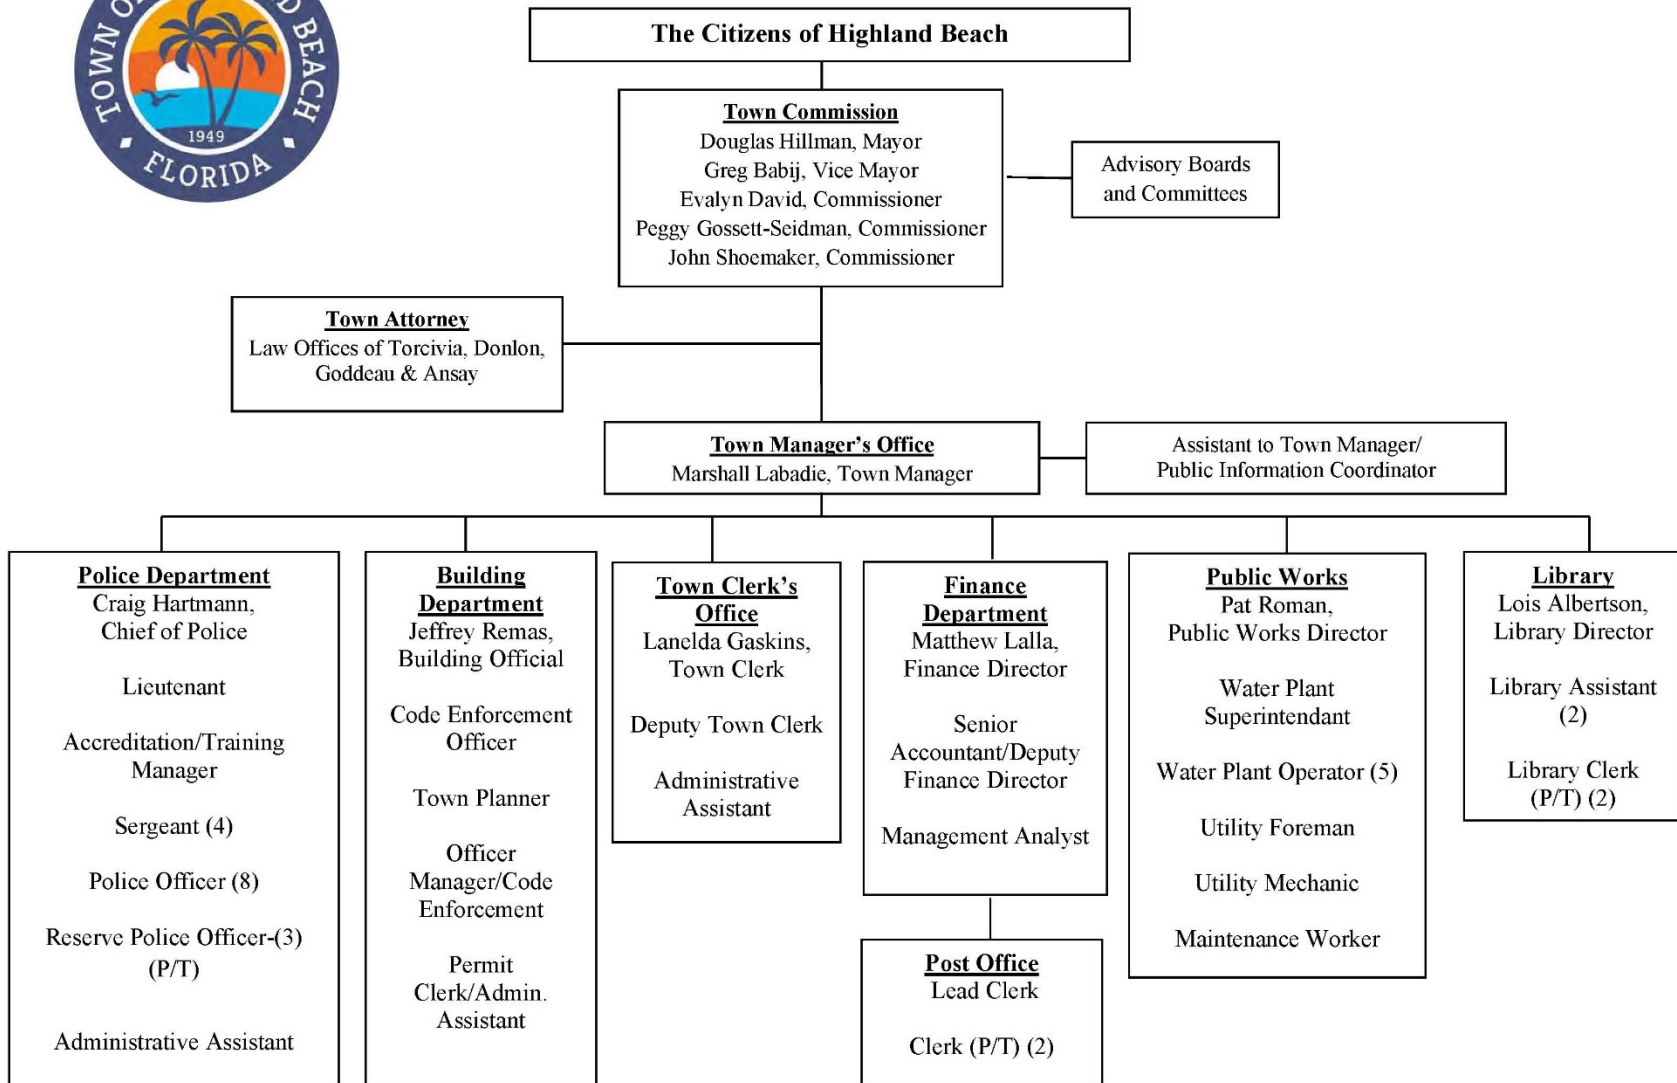 TOWN OF
D BEACH
1949
FLORIDA
The Citizens of Highland Beach
Town Commission
Douglas Hillman, Mayor
Greg Babij, Vice Mayor
Evalyn David, Commissioner
Peggy Gossett-Seidman, Commissioner
John Shoemaker, Commissioner
Advisory Boards
and Committees
Town Attorney
Law Offices of Torcivia, Donlon,
Goddeau & Ansay
Town Manager's Office
Marshall Labadie, Town Manager
Assistant to Town Manager/
Public Information Coordinator
Police Department
Craig Hartmann,
Chief of Police
Lieutenant
Accreditation/Training
Manager
Sergeant (4)
Police Officer (8)
Reserve Police Officer-(3)
(P/T)
Administrative Assistant
Building
Department
Jeffrey Remas,
Building Official
Code Enforcement
Officer
Town Planner
Officer
Manager/Code
Enforcement
Permit
Clerk/Admin.
Assistant
Town Clerk's
Office
Lanelda Gaskins,
Town Clerk
Deputy Town Clerk
Administrative
Assistant
Finance
Department
Matthew Lalla,
Finance Director
Senior
Accountant/Deputy
Finance Director
Management Analyst
Post Office
Lead Clerk
Clerk (P/T) (2)
Public Works
Pat Roman,
Public Works Director
Water Plant
Superintendant
Water Plant Operator (5)
Utility Foreman
Utility Mechanic
Maintenance Worker
Library
Lois Albertson,
Library Director
Library Assistant
(2)
Library Clerk
(P/T) (2)